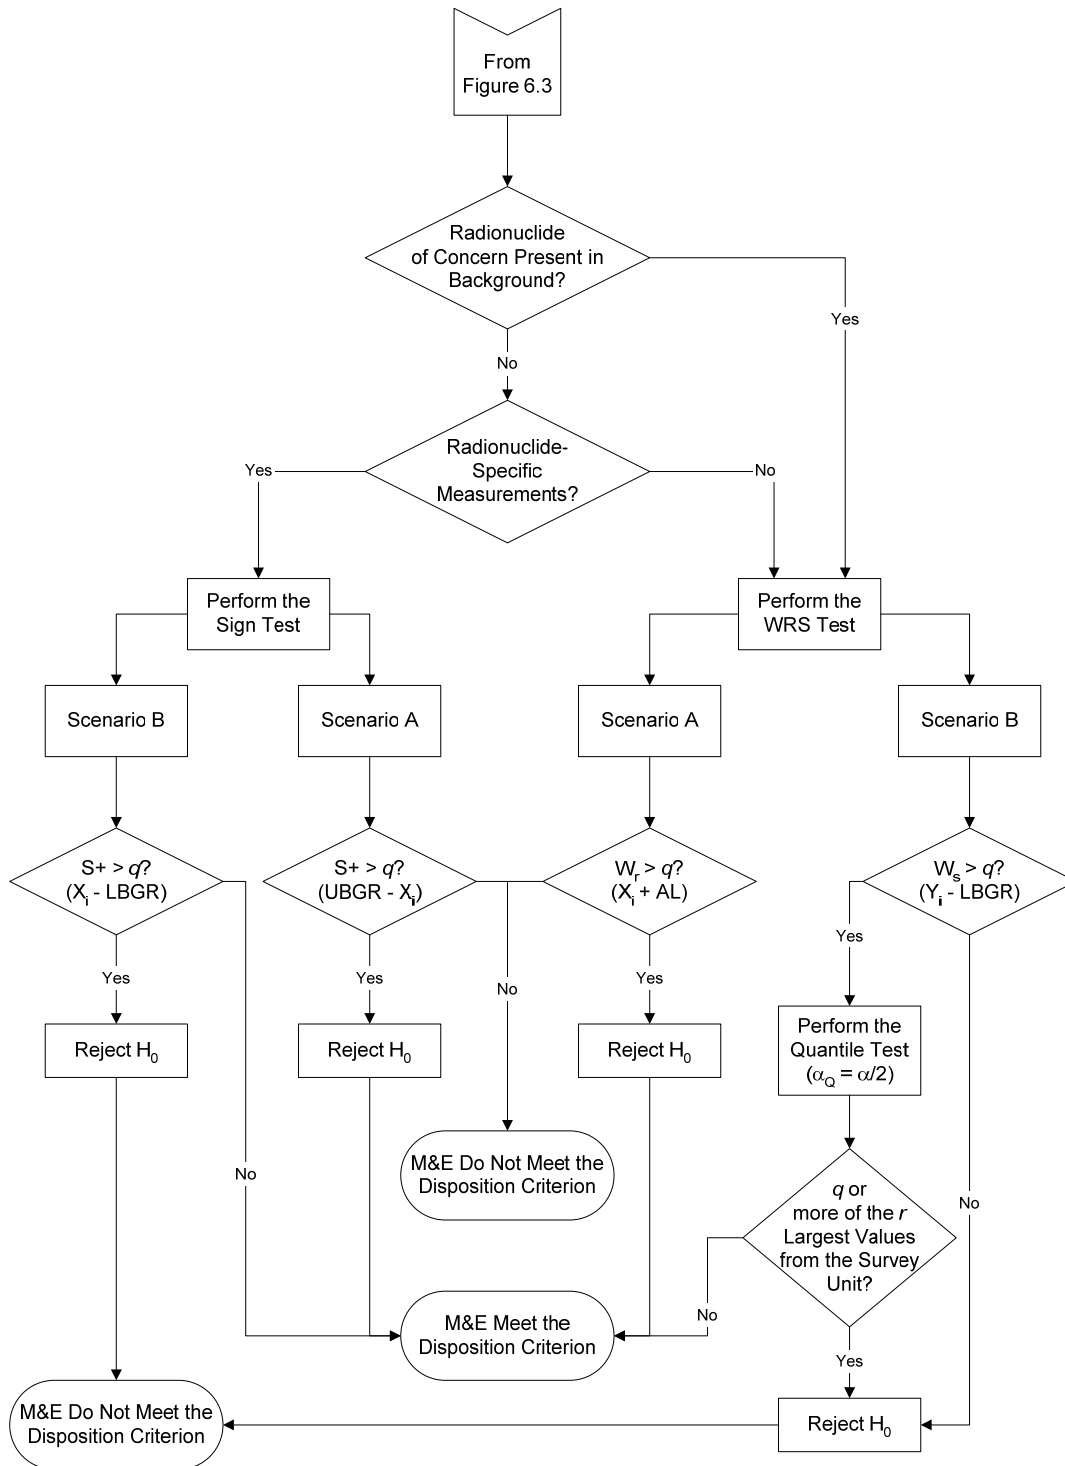 From
Figure 6.3
Radionuclide
of Concern Present in
Background?
Yes
No
Radionuclide-
Specific
Measurements?
Yes
No
Perform the
Sign Test
Perform the
WRS Test
Scenario B
Scenario A
Scenario A
Scenario B
S+ > q?
(Xi - LBGR)
S+ > q?
(UBGR - Xi)
Wr > q?
(Xi + AL)
Ws > q?
(Yi - LBGR)
Yes
Yes
No
Yes
Yes
Reject H0
Reject H0
Reject H0
Perform the
Quantile Test
(αQ = α/2)
No
M&E Do Not Meet the
Disposition Criterion
q or
more of the r
Largest Values
from the Survey
Unit?
No
M&E Meet the
Disposition Criterion
No
Yes
M&E Do Not Meet the
Disposition Criterion
Reject H0